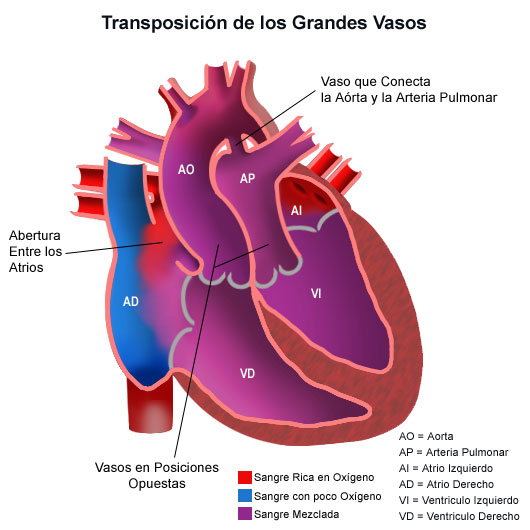 Transposición de los Grandes Vasos
Vaso que Conecta
la Aórta y la Arteria Pulmonar
AO
AP
AI
Abertura
Entre los
Atrios
AD
VI
VD
Vasos en Posiciones
Opuestas
Sangre Rica en Oxígeno
Sangre con poco Oxígeno
Sangre Mezclada
AO = Aorta
AP = Arteria Pulmonar
AI = Atrio Izquierdo
AD = Atrio Derecho
VI = Ventriculo Izquierdo
VD = Ventriculo Derecho